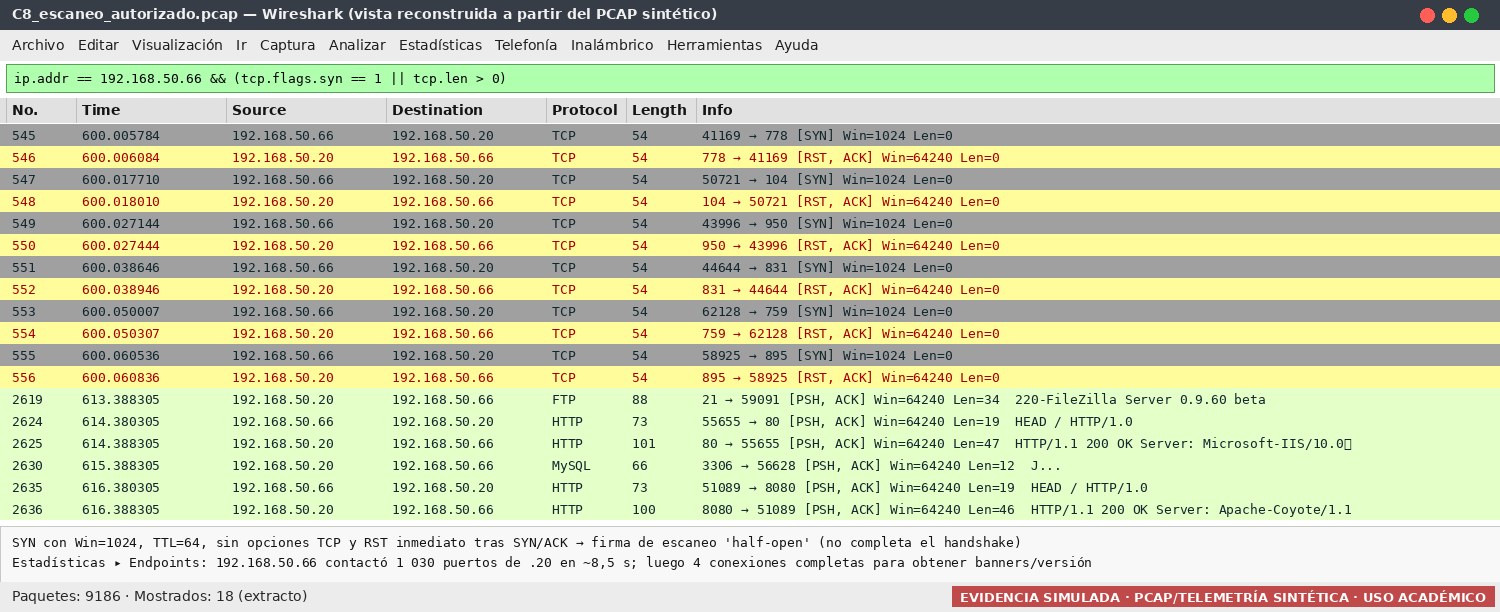 C8_escaneo_autorizado.pcap — Wireshark (vista reconstruida a partir del PCAP sintético)
Archivo Editar Visualización Ir Captura Analizar Estadísticas Telefonía Inalámbrico Herramientas Ayuda
ip.addr == 192.168.50.66 && (tcp.flags.syn == 1 || tcp.len > 0)
No. Time Source Destination Protocol Length Info
545 600.005784 192.168.50.66 192.168.50.20 TCP 54 41169 → 778 [SYN] Win=1024 Len=0
546 600.006084 192.168.50.20 192.168.50.66 TCP 54 778 → 41169 [RST, ACK] Win=64240 Len=0
547 600.017710 192.168.50.66 192.168.50.20 TCP 54 50721 → 104 [SYN] Win=1024 Len=0
548 600.018010 192.168.50.20 192.168.50.66 TCP 54 104 → 50721 [RST, ACK] Win=64240 Len=0
549 600.027144 192.168.50.66 192.168.50.20 TCP 54 43996 → 950 [SYN] Win=1024 Len=0
550 600.027444 192.168.50.20 192.168.50.66 TCP 54 950 → 43996 [RST, ACK] Win=64240 Len=0
551 600.038646 192.168.50.66 192.168.50.20 TCP 54 44644 → 831 [SYN] Win=1024 Len=0
552 600.038946 192.168.50.20 192.168.50.66 TCP 54 831 → 44644 [RST, ACK] Win=64240 Len=0
553 600.050007 192.168.50.66 192.168.50.20 TCP 54 62128 → 759 [SYN] Win=1024 Len=0
554 600.050307 192.168.50.20 192.168.50.66 TCP 54 759 → 62128 [RST, ACK] Win=64240 Len=0
555 600.060536 192.168.50.66 192.168.50.20 TCP 54 58925 → 895 [SYN] Win=1024 Len=0
556 600.060836 192.168.50.20 192.168.50.66 TCP 54 895 → 58925 [RST, ACK] Win=64240 Len=0
2619 613.388305 192.168.50.20 192.168.50.66 FTP 88 21 → 59091 [PSH, ACK] Win=64240 Len=34 220-FileZilla Server 0.9.60 beta
2624 614.380305 192.168.50.66 192.168.50.20 HTTP 73 55655 → 80 [PSH, ACK] Win=64240 Len=19 HEAD / HTTP/1.0
2625 614.388305 192.168.50.20 192.168.50.66 HTTP 101 80 → 55655 [PSH, ACK] Win=64240 Len=47 HTTP/1.1 200 OK Server: Microsoft-IIS/10.0
2630 615.388305 192.168.50.20 192.168.50.66 MySQL 66 3306 → 56628 [PSH, ACK] Win=64240 Len=12 J...
2635 616.380305 192.168.50.66 192.168.50.20 HTTP 73 51089 → 8080 [PSH, ACK] Win=64240 Len=19 HEAD / HTTP/1.0
2636 616.388305 192.168.50.20 192.168.50.66 HTTP 100 8080 → 51089 [PSH, ACK] Win=64240 Len=46 HTTP/1.1 200 OK Server: Apache-Coyote/1.1
SYN con Win=1024, TTL=64, sin opciones TCP y RST inmediato tras SYN/ACK → firma de escaneo 'half-open' (no completa el handshake)
Estadísticas ▸ Endpoints: 192.168.50.66 contactó 1 030 puertos de .20 en ~8,5 s; luego 4 conexiones completas para obtener banners/versión
Paquetes: 9186 · Mostrados: 18 (extracto)
EVIDENCIA SIMULADA · PCAP/TELEMETRÍA SINTÉTICA · USO ACADÉMICO